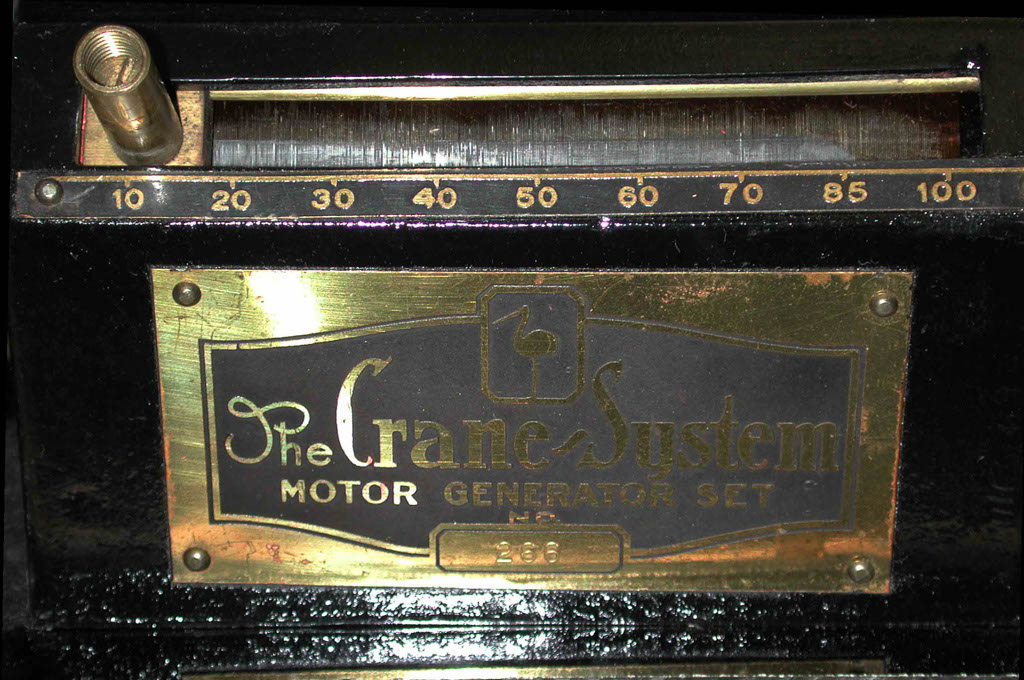 10 20 30 40 50 60 70 85 100
The Crane System
MOTOR GENERATOR SET
NO.
266